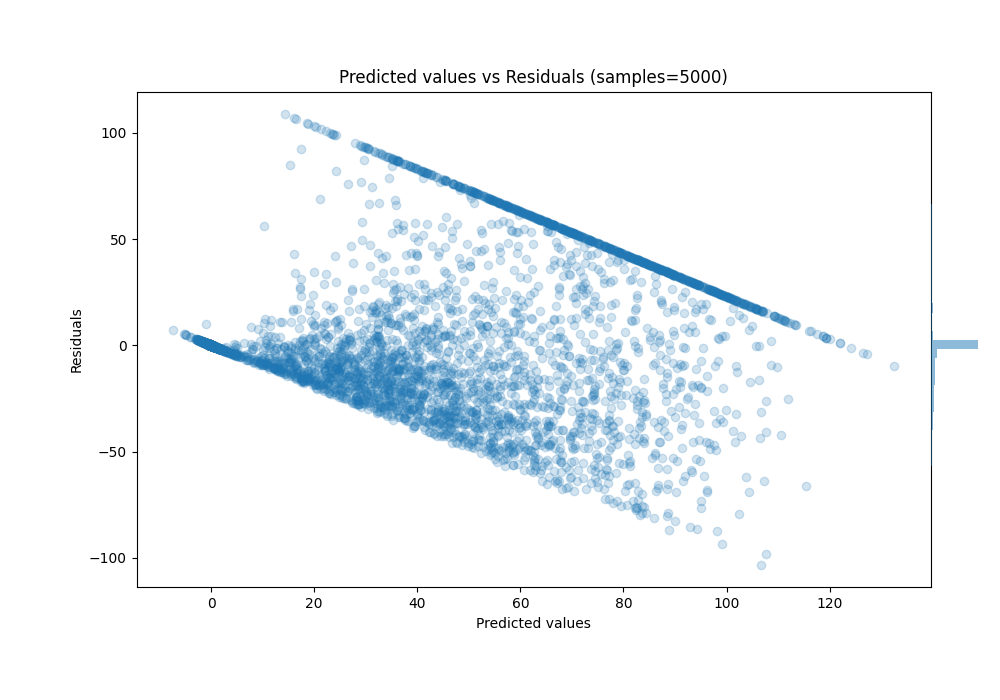 Predicted values vs Residuals (samples=5000)
100
50
0
−50
−100
Residuals
0 20 40 60 80 100 120
Predicted values